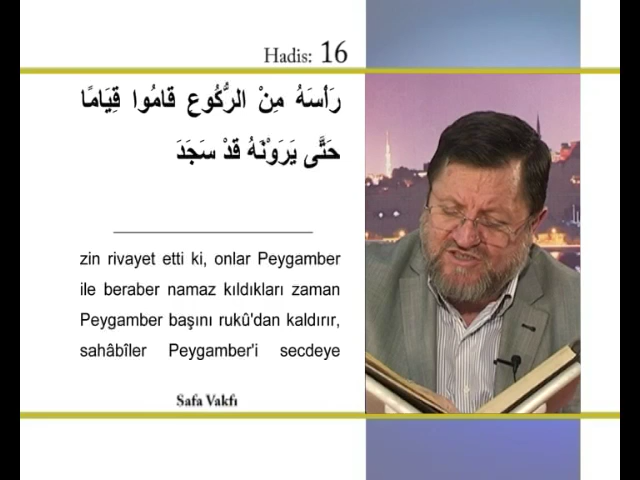 Hadis: 16
رَأْسَهُ مِنْ الرُّكُوعِ قَامُوا قِيَامًا
حَتَّى يَرَوْنَهُ قَدْ سَجَدَ
zin rivayet etti ki, onlar Peygamber
ile beraber namaz kıldıkları zaman
Peygamber başını rukû'dan kaldırır,
sahâbîler Peygamber'i secdeye
Safa Vakfı